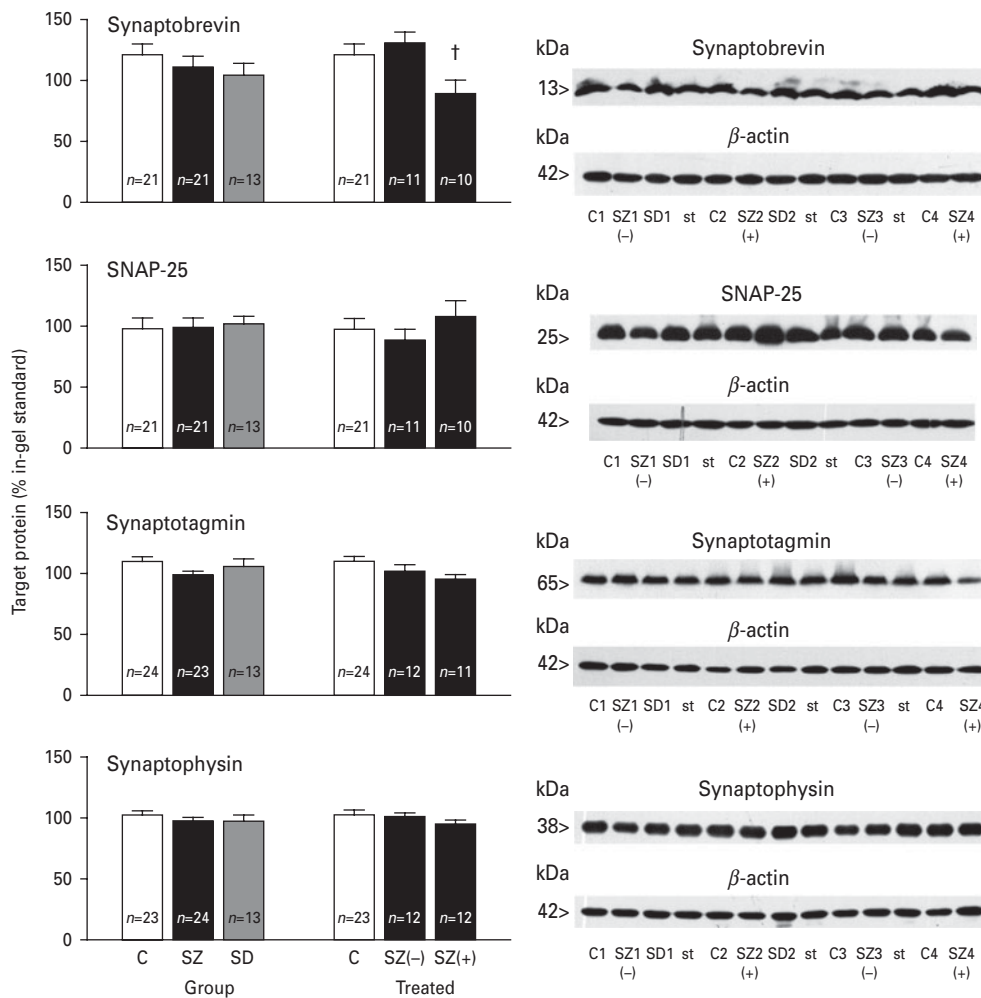 Target protein (% in-gel standard)
150
100
50
0
Synaptobrevin
†
n=21
n=21
n=13
n=21
n=11
n=10
150
100
50
0
SNAP-25
n=21
n=21
n=13
n=21
n=11
n=10
150
100
50
0
Synaptotagmin
n=24
n=23
n=13
n=24
n=12
n=11
150
100
50
0
Synaptophysin
n=23
n=24
n=13
n=23
n=12
n=12
C SZ SD C SZ(–) SZ(+)
Group Treated
kDa Synaptobrevin
13>
kDa β-actin
42>
C1 SZ1 SD1 st C2 SZ2 SD2 st C3 SZ3 st C4 SZ4
(–) (+) (–) (+)
kDa SNAP-25
25>
kDa β-actin
42>
C1 SZ1 SD1 st C2 SZ2 SD2 st C3 SZ3 C4 SZ4
(–) (+) (–) (+)
kDa Synaptotagmin
65>
kDa β-actin
42>
C1 SZ1 SD1 st C2 SZ2 SD2 st C3 SZ3 st C4 SZ4
(–) (+) (–) (+)
kDa Synaptophysin
38>
kDa β-actin
42>
C1 SZ1 SD1 st C2 SZ2 SD2 st C3 SZ3 st C4 SZ4
(–) (+) (–) (+)